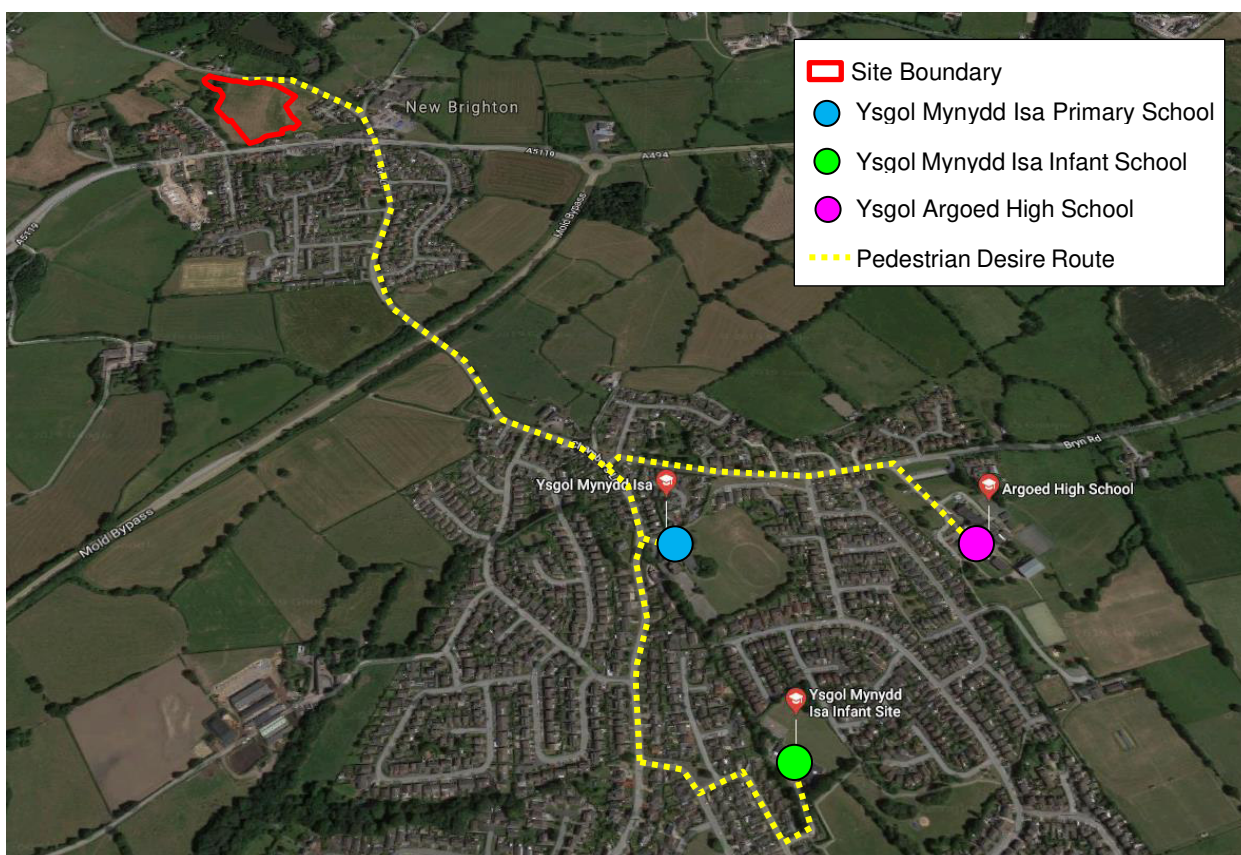 Site Boundary
Ysgol Mynydd Isa Primary School
Ysgol Mynydd Isa Infant School
Ysgol Argoed High School
Pedestrian Desire Route
New Brighton
A5119
A494
Mold Bypass
A5119
Bryn Rd
Ysgol Mynydd Isa
Argoed High School
Mold Bypass
Ysgol Mynydd
Isa Infant Site